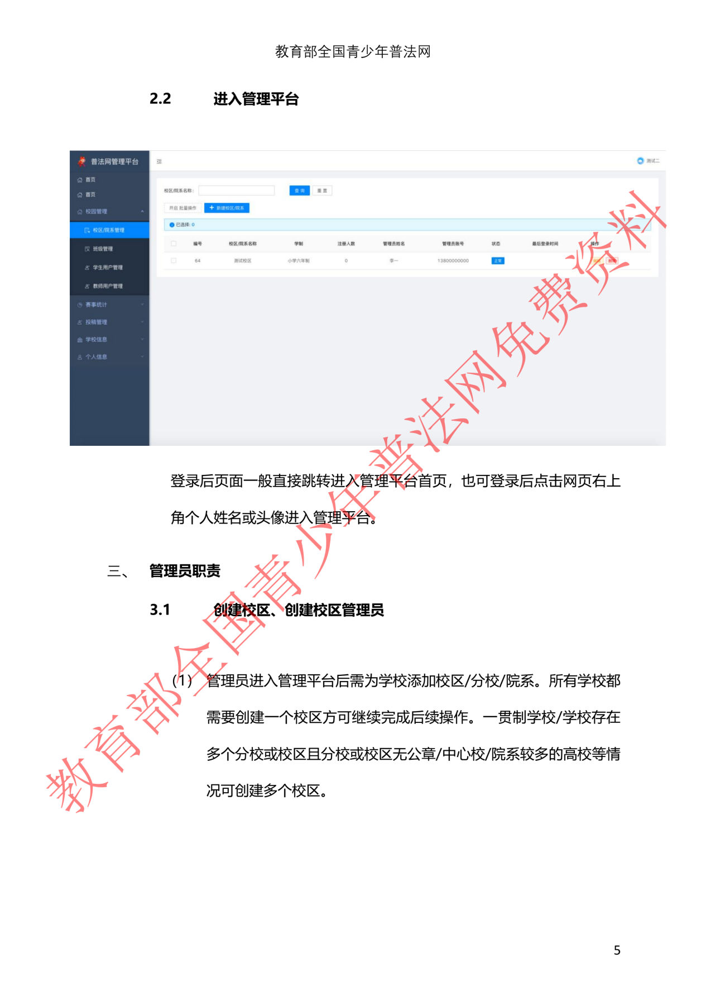 教育部全国青少年普法网
2.2 进入管理平台
普法网管理平台
测试二
首页
首页
校园管理
校区/院系管理
班级管理
学生用户管理
教师用户管理
赛事统计
投稿管理
学校信息
个人信息
校区/院系名称:
查 询
重 置
开启 批量操作
+ 新建校区/院系
已选择: 0
编号 校区/院系名称 学制 注册人数 管理员姓名 管理员账号 状态 最后登录时间 操作
64 测试校区 小学六年制 0 李一 13800000000 正常 删除
登录后页面一般直接跳转进入管理平台首页，也可登录后点击网页右上
角个人姓名或头像进入管理平台。
三、 管理员职责
3.1 创建校区、创建校区管理员
(1) 管理员进入管理平台后需为学校添加校区/分校/院系。所有学校都
需要创建一个校区方可继续完成后续操作。一贯制学校/学校存在
多个分校或校区且分校或校区无公章/中心校/院系较多的高校等情
况可创建多个校区。
教育部全国青少年普法网免费资料
5